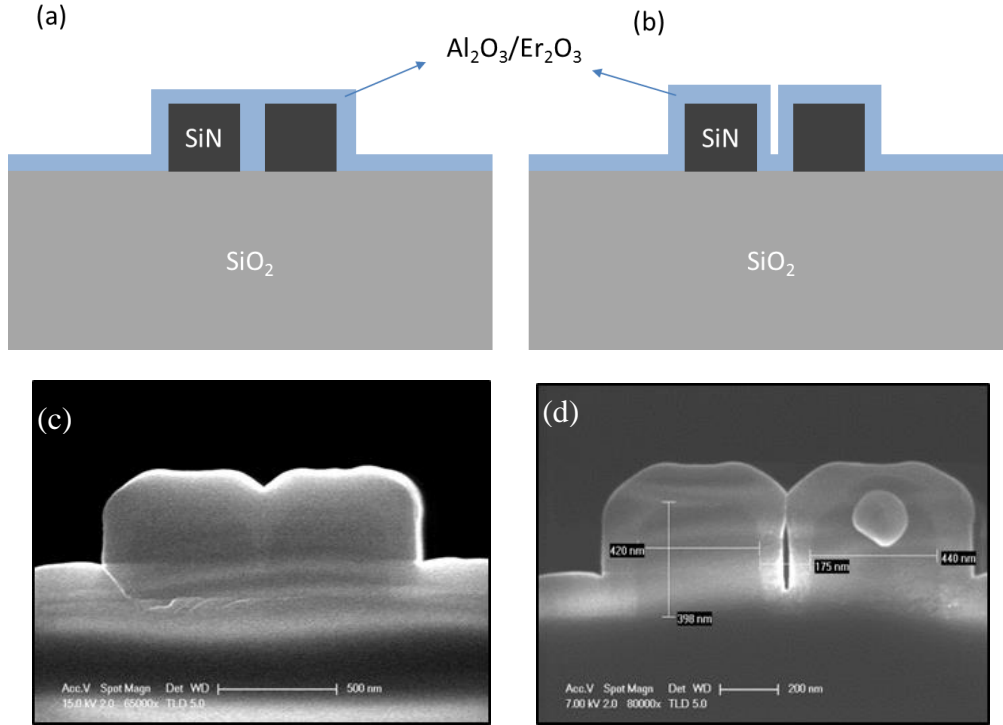 (a)
(b)
Al₂O₃/Er₂O₃
SiN
SiN
SiO₂
SiO₂
(c)
(d)
420 nm
175 nm
440 nm
398 nm
Acc.V Spot Magn Det WD 500 nm
15.0 kV 2.0 65000x TLD 5.0
Acc.V Spot Magn Det WD 200 nm
7.00 kV 2.0 80000x TLD 5.0